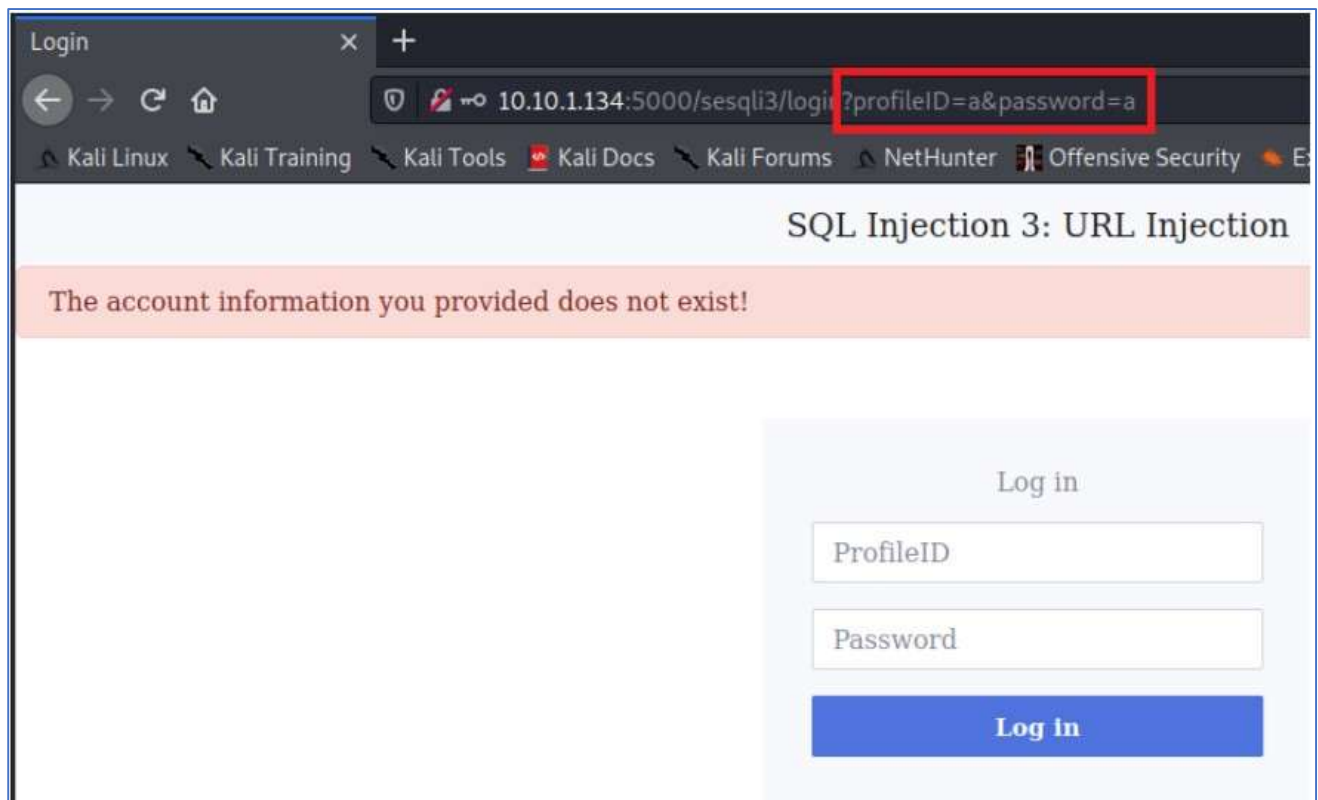 Login
10.10.1.134:5000/sesqli3/login?profileID=a&password=a
Kali Linux Kali Training Kali Tools Kali Docs Kali Forums NetHunter Offensive Security
SQL Injection 3: URL Injection
The account information you provided does not exist!
Log in
ProfileID
Password
Log in